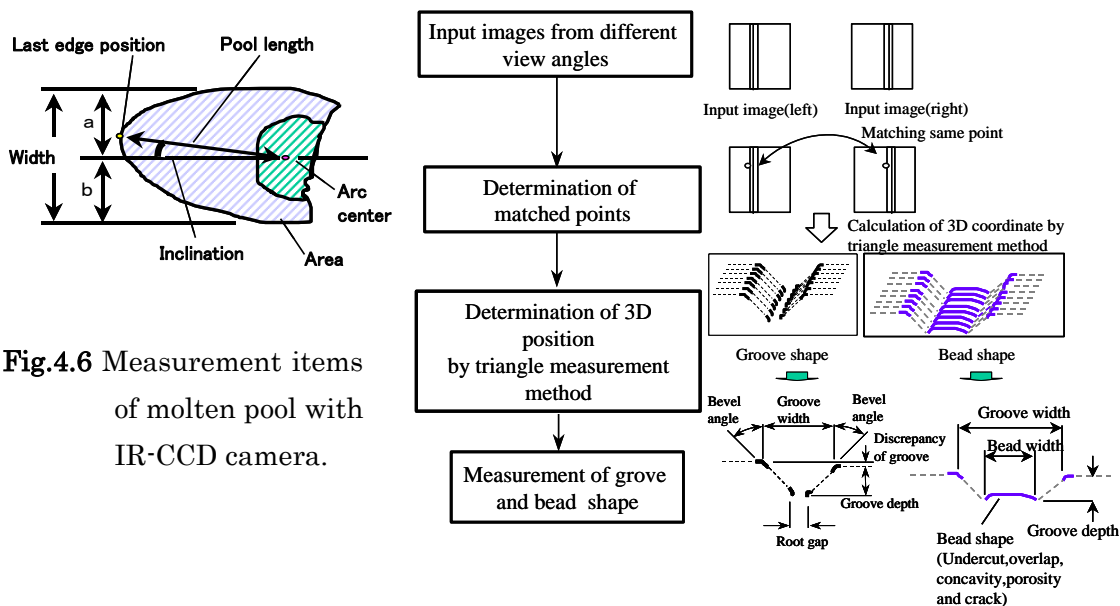 Last edge position
Pool length
a
Width
b
Arc
center
Inclination
Area
Fig.4.6 Measurement items
of molten pool with
IR-CCD camera.
Input images from different
view angles
Determination of
matched points
Determination of 3D
position
by triangle measurement
method
Measurement of grove
and bead shape
Input image(left)
Input image(right)
Matching same point
Calculation of 3D coordinate by
triangle measurement method
Groove shape
Bead shape
Bevel
angle
Groove
width
Bevel
angle
Discrepancy
of groove
Groove depth
Root gap
Groove width
Bead width
Groove depth
Bead shape
(Undercut,overlap,
concavity,porosity
and crack)